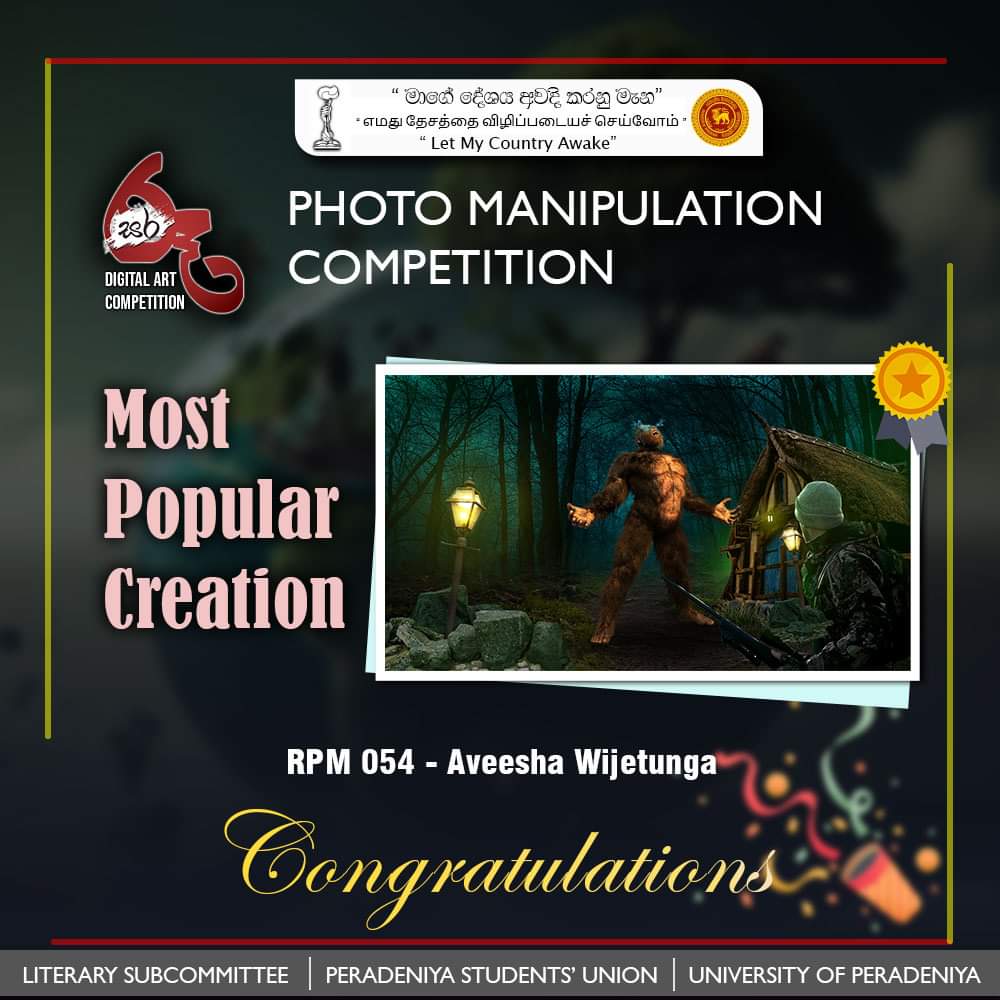 “ මාගේ දේශය අවදි කරනු මැන”
“ எமது தேசத்தை விழிப்படையச் செய்வோம் ”
“ Let My Country Awake”
සරා
DIGITAL ART
COMPETITION
PHOTO MANIPULATION
COMPETITION
Most
Popular
Creation
RPM 054 - Aveesha Wijetunga
Congratulations
LITERARY SUBCOMMITTEE
PERADENIYA STUDENTS’ UNION
UNIVERSITY OF PERADENIYA